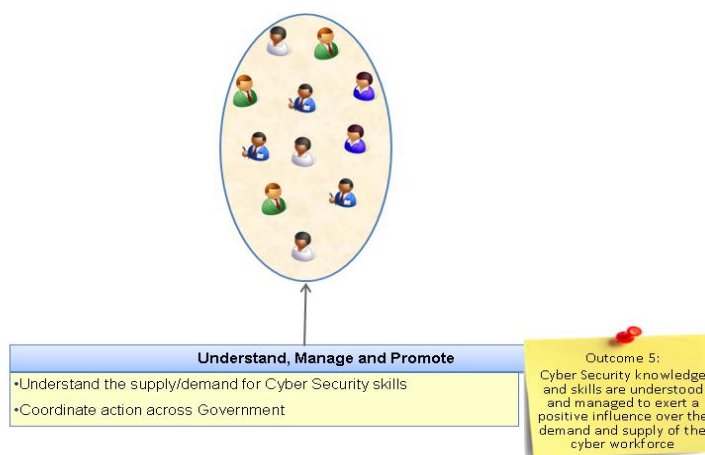 Understand, Manage and Promote
•Understand the supply/demand for Cyber Security skills
•Coordinate action across Government
Outcome 5:
Cyber Security knowledge
and skills are understood
and managed to exert a
positive influence over the
demand and supply of the
cyber workforce